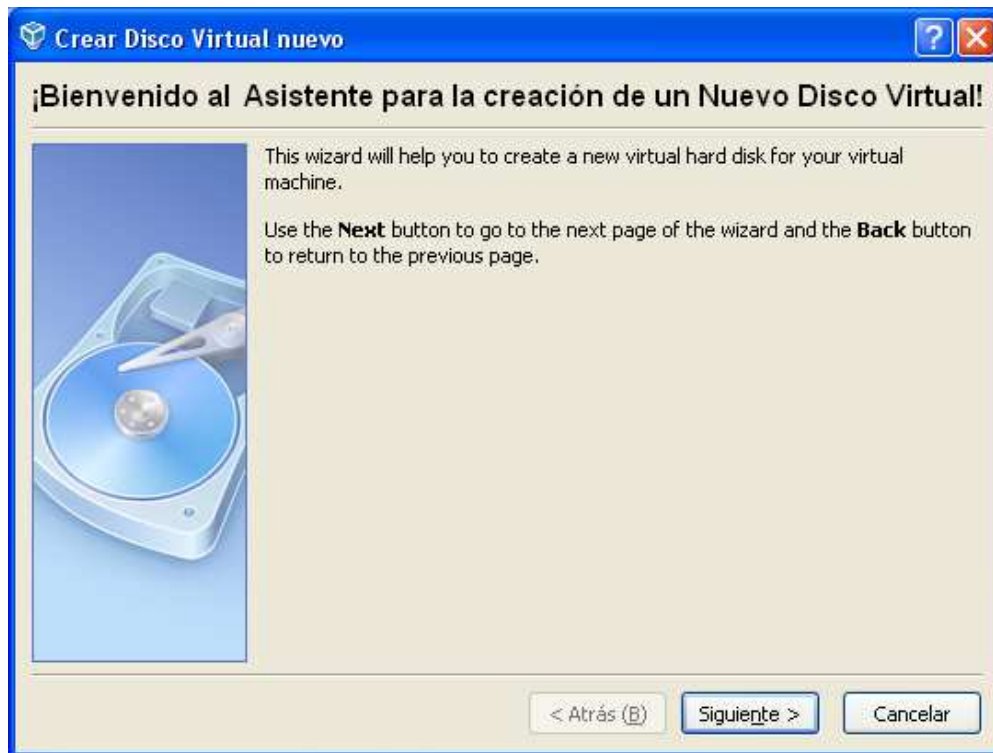 Crear Disco Virtual nuevo
¡Bienvenido al Asistente para la creación de un Nuevo Disco Virtual!
This wizard will help you to create a new virtual hard disk for your virtual
machine.
Use the Next button to go to the next page of the wizard and the Back button
to return to the previous page.
< Atrás (B) Siguiente > Cancelar